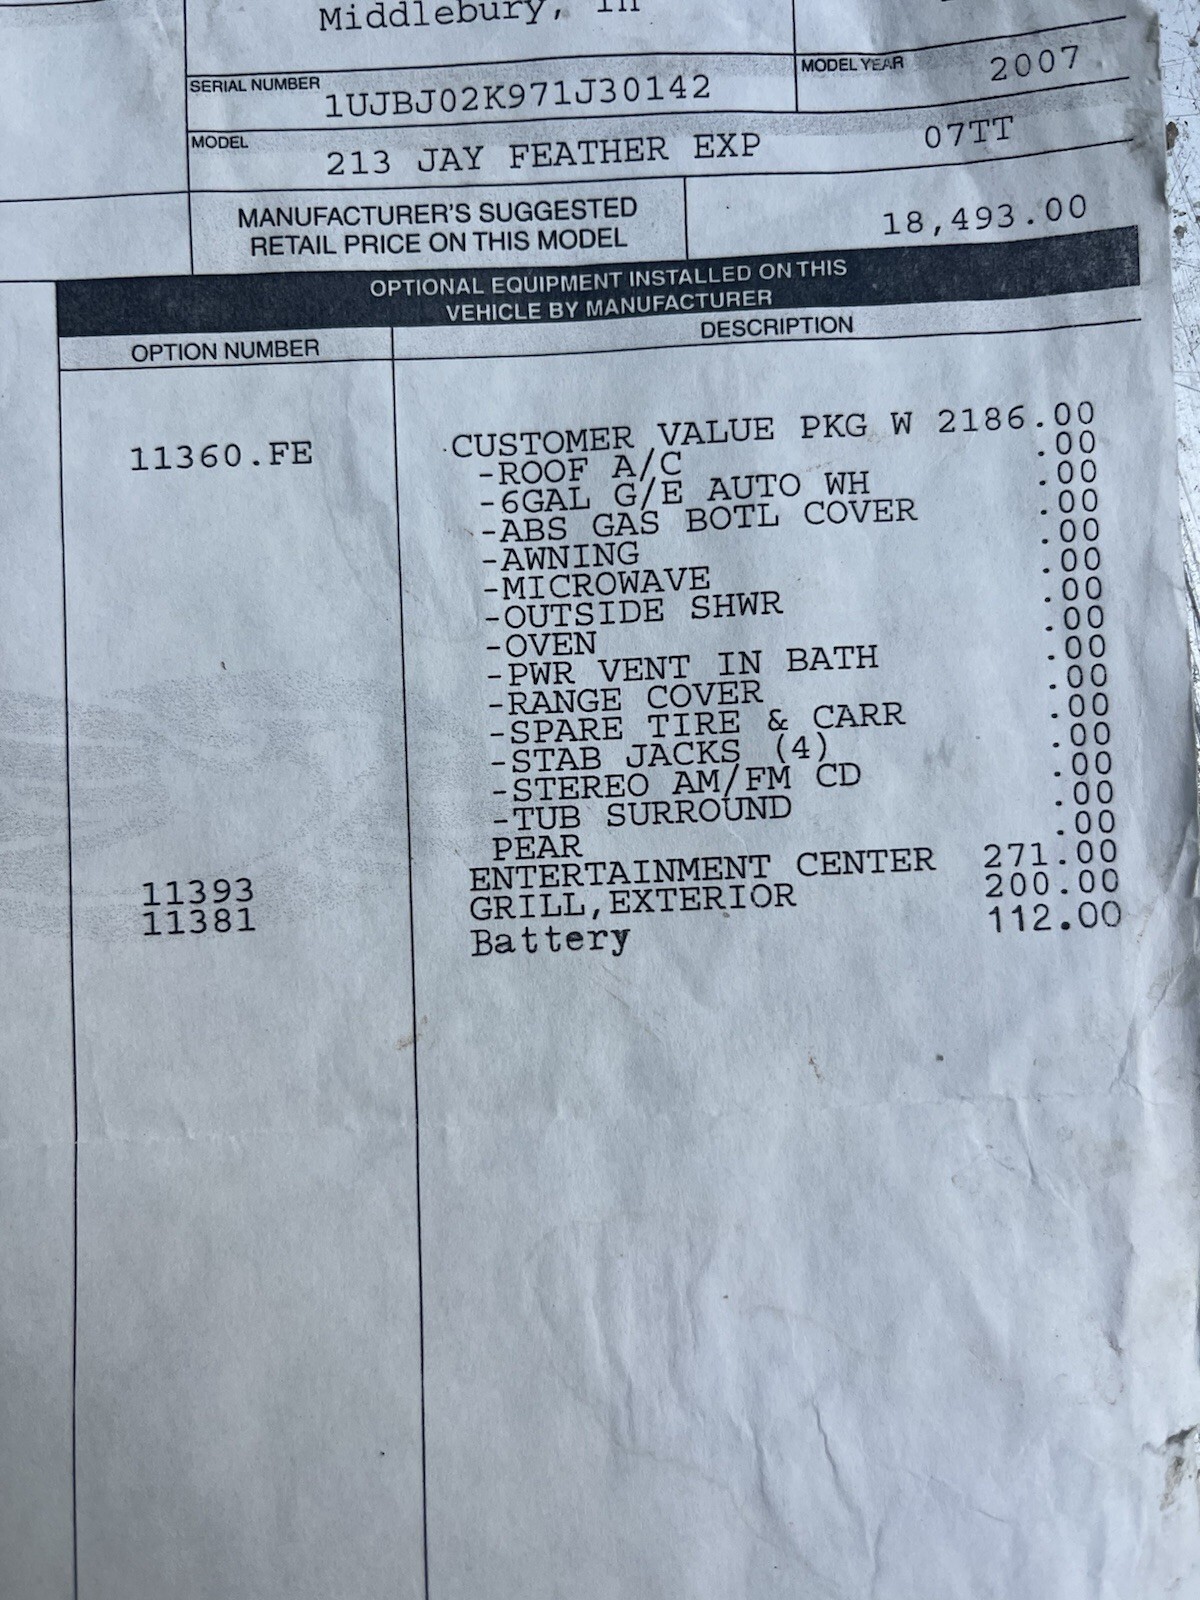 Middlebury, In
SERIAL NUMBER 1UJBJ02K971J30142
MODEL YEAR 2007
MODEL 213 JAY FEATHER EXP 07TT
MANUFACTURER'S SUGGESTED
RETAIL PRICE ON THIS MODEL
18,493.00
OPTIONAL EQUIPMENT INSTALLED ON THIS
VEHICLE BY MANUFACTURER
OPTION NUMBER DESCRIPTION
11360.FE CUSTOMER VALUE PKG W 2186.00
-ROOF A/C .00
-6GAL G/E AUTO WH .00
-ABS GAS BOTL COVER .00
-AWNING .00
-MICROWAVE .00
-OUTSIDE SHWR .00
-OVEN .00
-PWR VENT IN BATH .00
-RANGE COVER .00
-SPARE TIRE & CARR .00
-STAB JACKS (4) .00
-STEREO AM/FM CD .00
-TUB SURROUND .00
PEAR .00
11393 ENTERTAINMENT CENTER 271.00
11381 GRILL,EXTERIOR 200.00
Battery 112.00